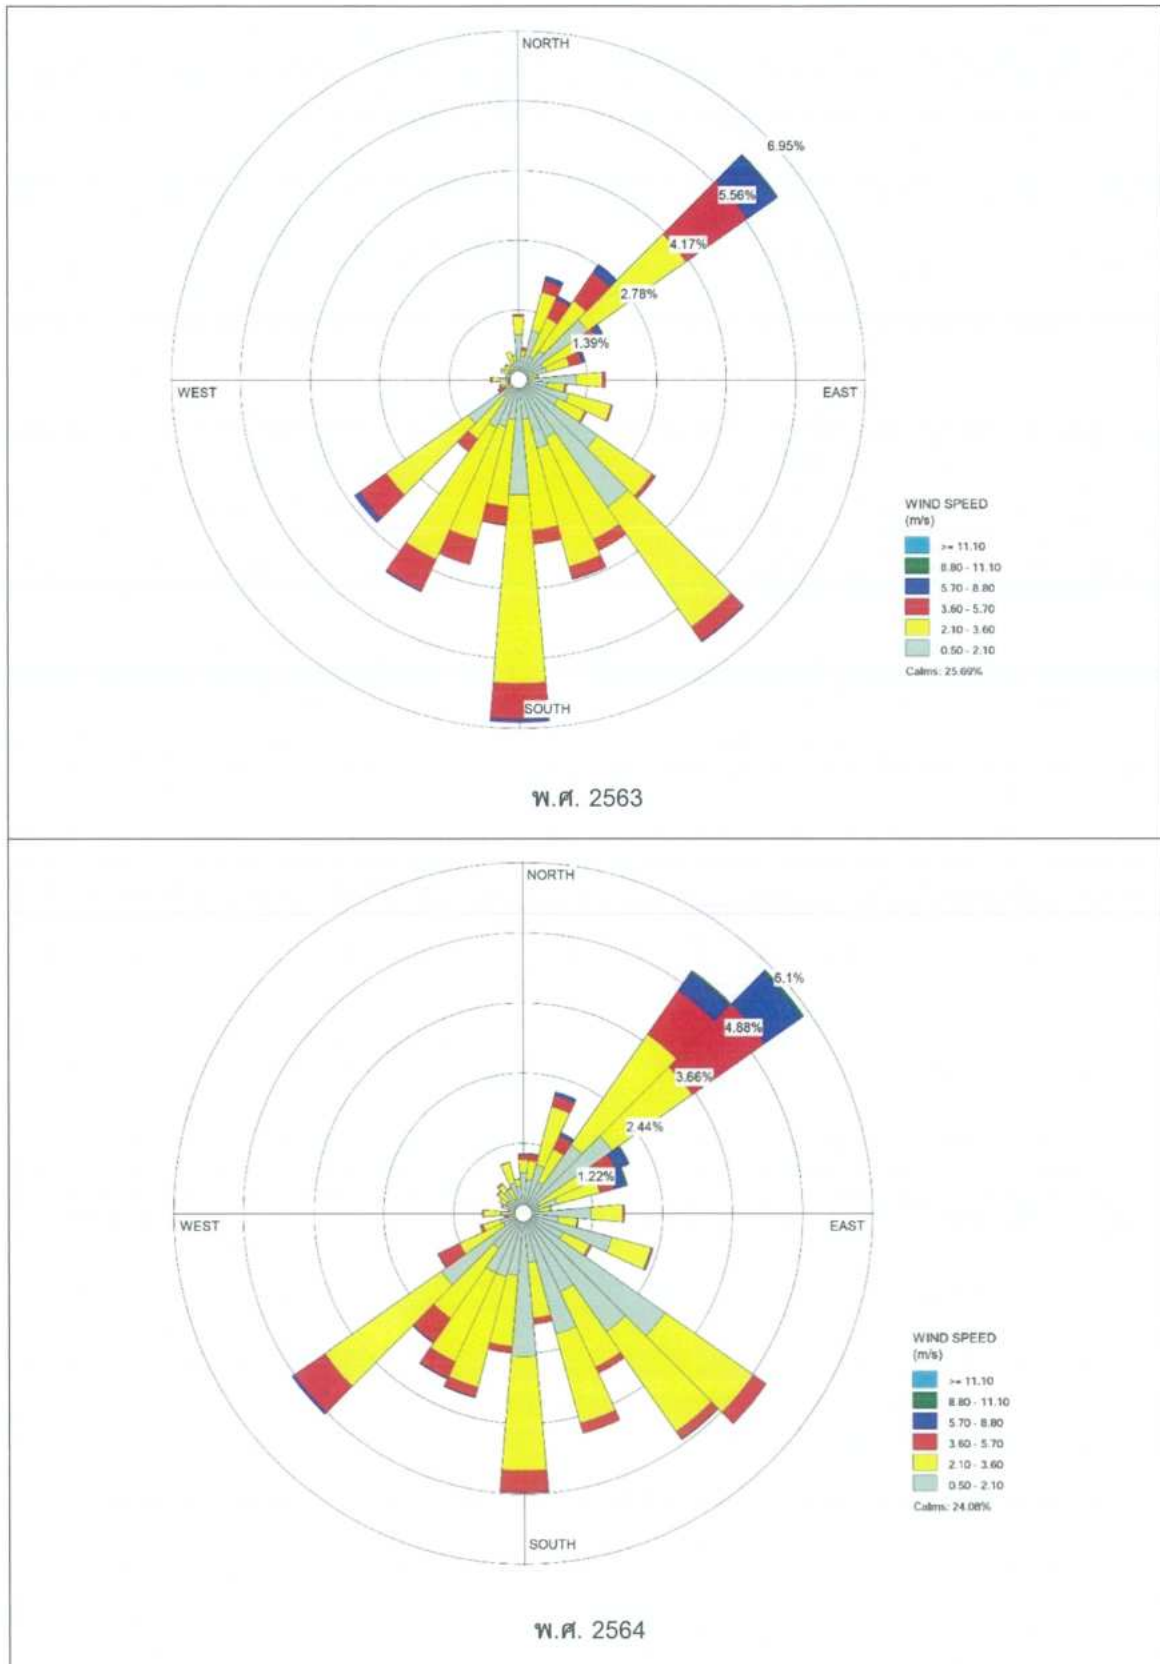 NORTH
6.95%
5.56%
4.17%
2.78%
1.39%
WEST
EAST
SOUTH
WIND SPEED
(m/s)
>= 11.10
8.80 - 11.10
5.70 - 8.80
3.60 - 5.70
2.10 - 3.60
0.50 - 2.10
Calms: 25.69%
พ.ศ. 2563
NORTH
6.1%
4.88%
3.66%
2.44%
1.22%
WEST
EAST
SOUTH
WIND SPEED
(m/s)
>= 11.10
8.80 - 11.10
5.70 - 8.80
3.60 - 5.70
2.10 - 3.60
0.50 - 2.10
Calms: 24.08%
พ.ศ. 2564